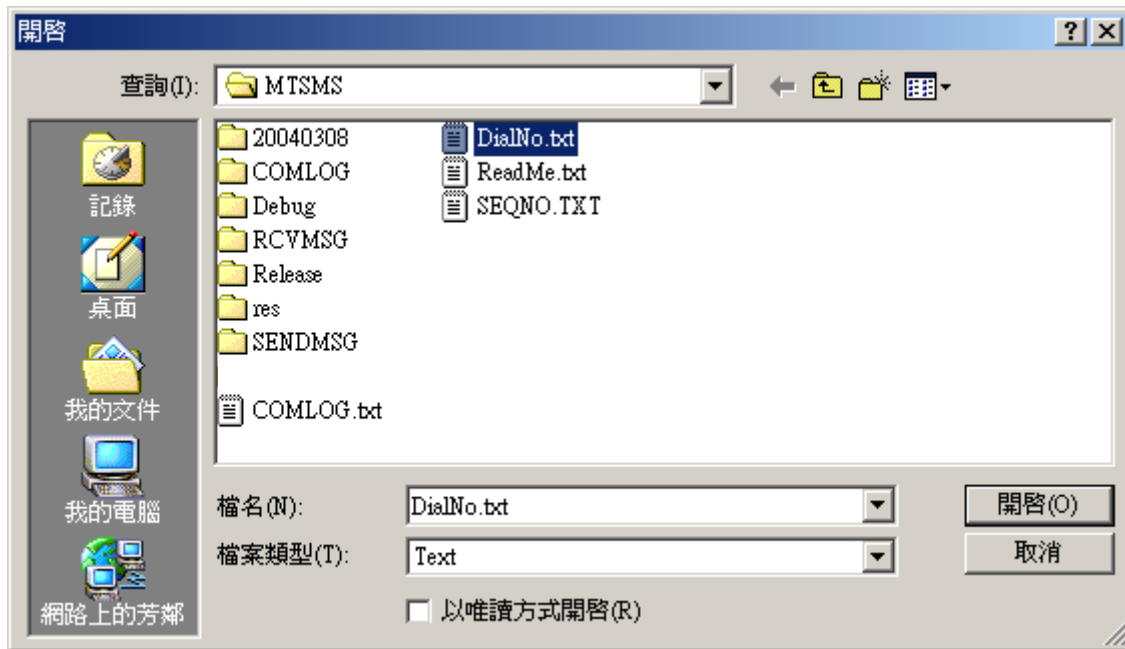 開啓
查詢(I): MTSMS
記錄
桌面
我的文件
我的電腦
網路上的芳鄰
20040308
COMLOG
Debug
RCVMSG
Release
res
SENDMSG
COMLOG.txt
DialNo.txt
ReadMe.txt
SEQNO.TXT
檔名(N): DialNo.txt 開啓(O)
檔案類型(T): Text 取消
以唯讀方式開啓(R)